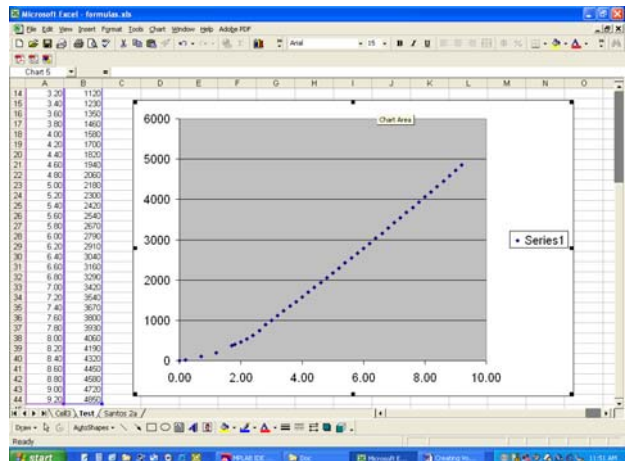 Microsoft Excel - formulas.xls
File Edit View Insert Format Tools Chart Window Help Adobe PDF
Arial
Chart 5
A B C D E F G H I J K L M N O
14 3.20 1120
15 3.40 1230
16 3.60 1350
17 3.80 1460
18 4.00 1580
19 4.20 1700
20 4.40 1820
21 4.60 1940
22 4.80 2060
23 5.00 2180
24 5.20 2300
25 5.40 2420
26 5.60 2540
27 5.80 2670
28 6.00 2790
29 6.20 2910
30 6.40 3040
31 6.60 3160
32 6.80 3290
33 7.00 3420
34 7.20 3540
35 7.40 3670
36 7.60 3800
37 7.80 3930
38 8.00 4060
39 8.20 4190
40 8.40 4320
41 8.60 4450
42 8.80 4580
43 9.00 4720
44 9.20 4850
Chart Area
6000
5000
4000
3000
2000
1000
0
0.00 2.00 4.00 6.00 8.00 10.00
Series1
Cell3 Test Santos 2a
Draw AutoShapes
Ready
start MPLAB IDE Doc Microsoft E... Creating Vo... 11:51 AM